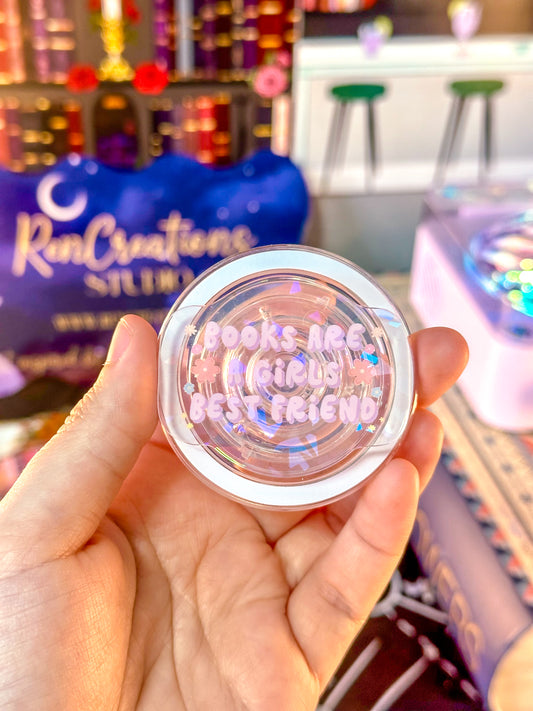 RenCreations
STUDIO
BOOKS ARE
A GIRLS
BEST FRIEND